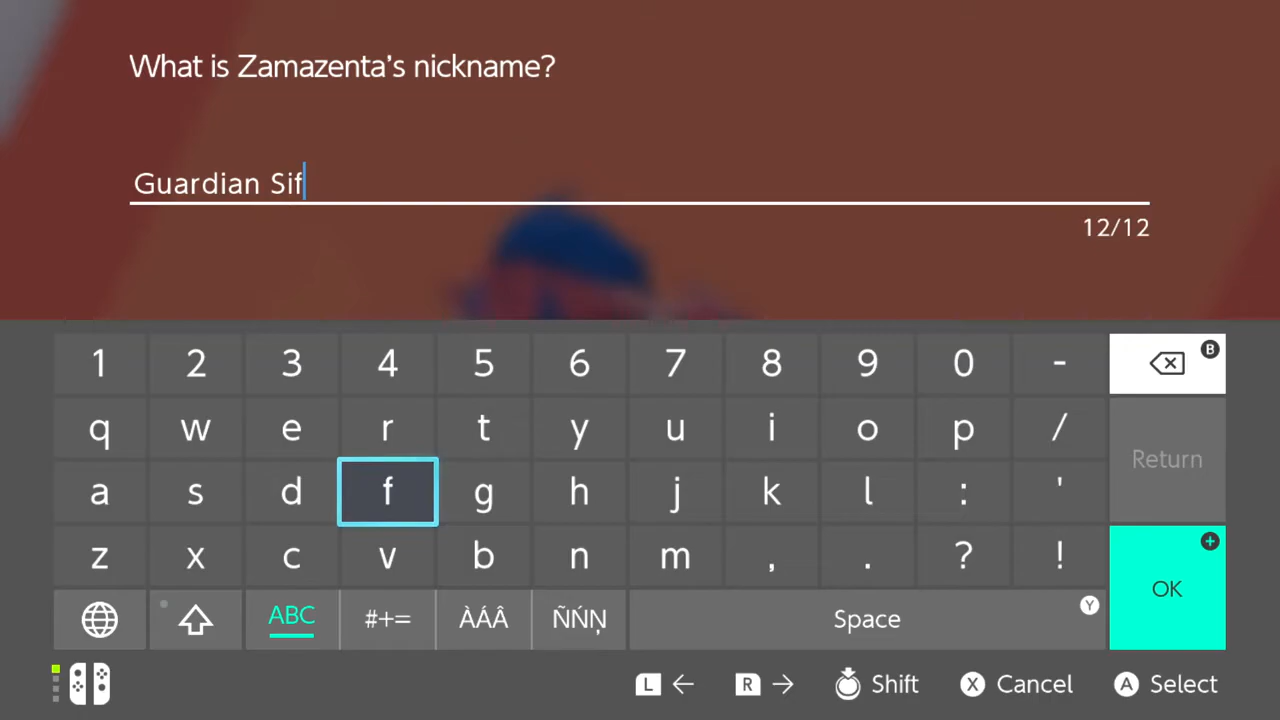 What is Zamazenta's nickname?
Guardian Sif
12/12
1 2 3 4 5 6 7 8 9 0 - B
q w e r t y u i o p / Return
a s d f g h j k l : '
z x c v b n m , . ? ! + OK
ABC #+= ÀÁÂ ÑŃŅ Space Y
L ← R → Shift X Cancel A Select